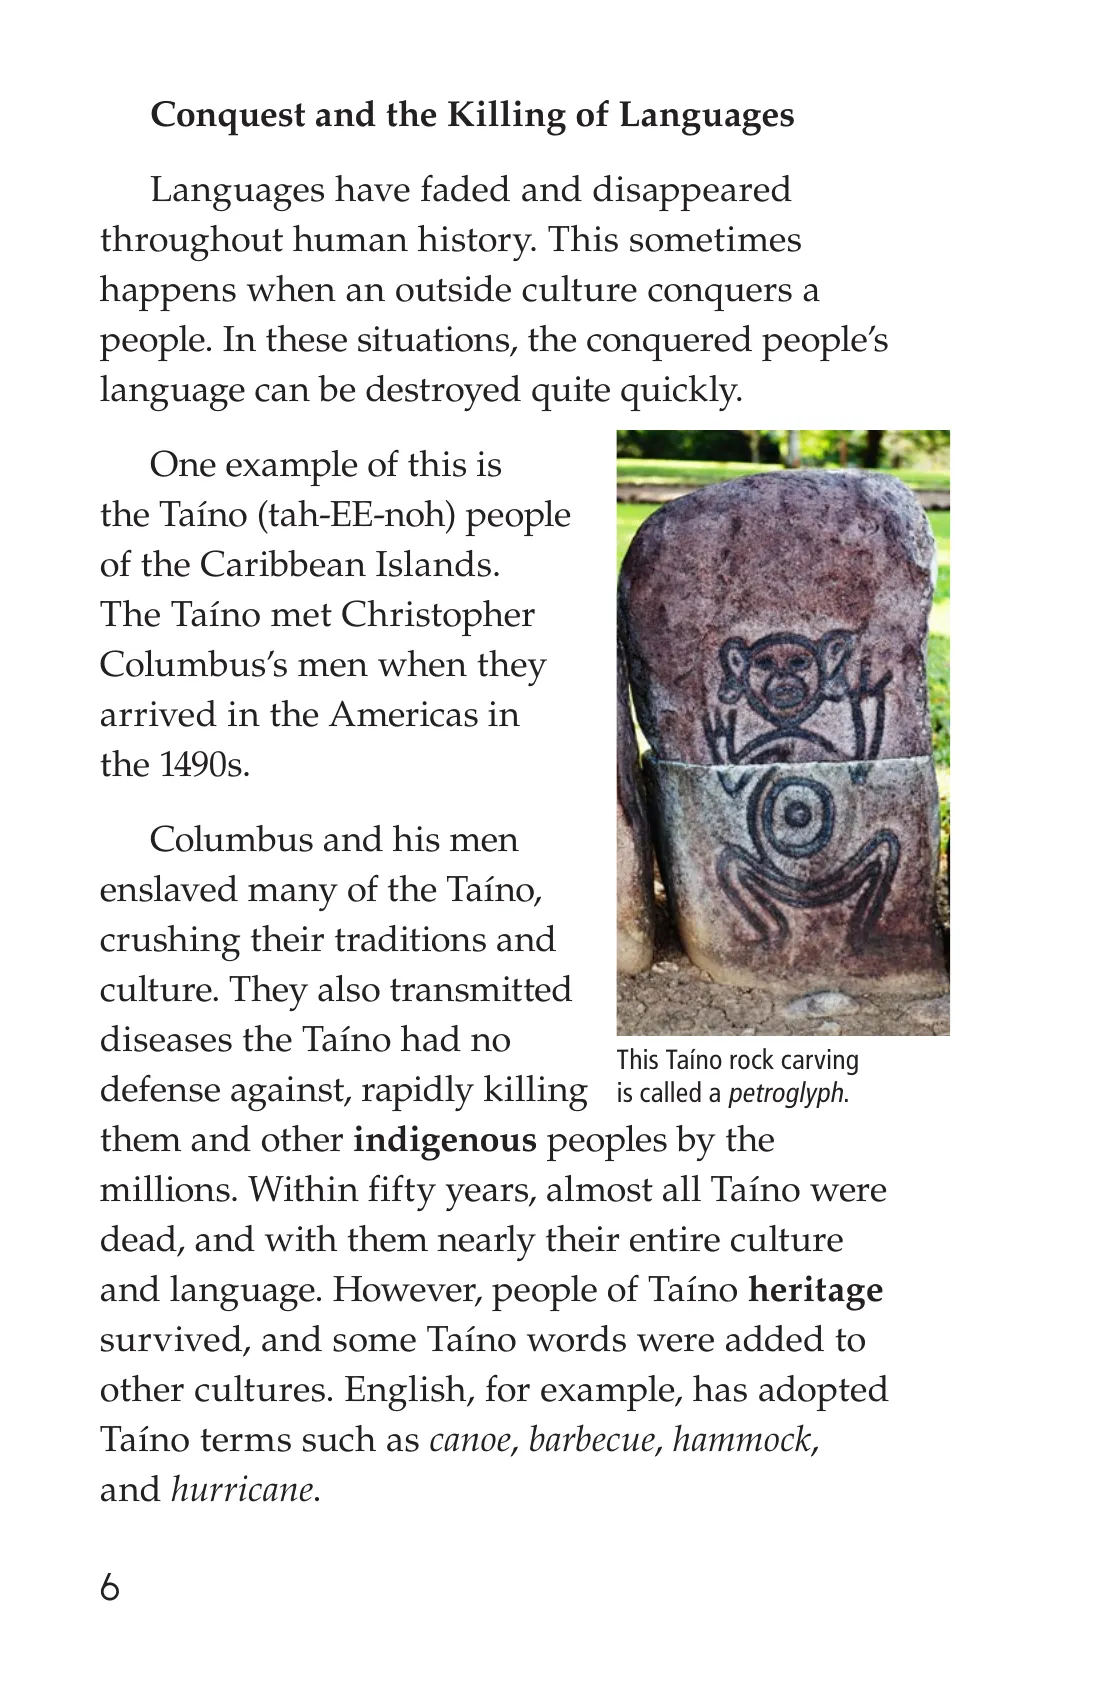 Conquest and the Killing of Languages
Languages have faded and disappeared
throughout human history. This sometimes
happens when an outside culture conquers a
people. In these situations, the conquered people’s
language can be destroyed quite quickly.
One example of this is
the Taíno (tah-EE-noh) people
of the Caribbean Islands.
The Taíno met Christopher
Columbus’s men when they
arrived in the Americas in
the 1490s.
Columbus and his men
enslaved many of the Taíno,
crushing their traditions and
culture. They also transmitted
diseases the Taíno had no
defense against, rapidly killing
them and other indigenous peoples by the
millions. Within fifty years, almost all Taíno were
dead, and with them nearly their entire culture
and language. However, people of Taíno heritage
survived, and some Taíno words were added to
other cultures. English, for example, has adopted
Taíno terms such as canoe, barbecue, hammock,
and hurricane.
This Taíno rock carving
is called a petroglyph.
6